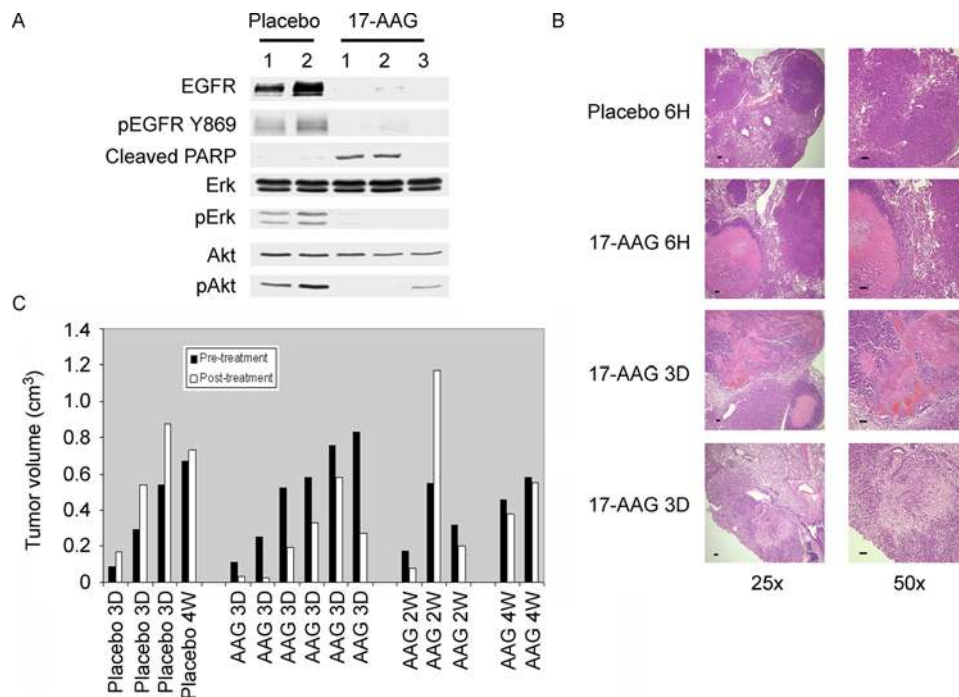 A
Placebo 17-AAG
1 2 1 2 3
EGFR
pEGFR Y869
Cleaved PARP
Erk
pErk
Akt
pAkt
B
Placebo 6H
17-AAG 6H
17-AAG 3D
17-AAG 3D
25x 50x
C
Tumor volume (cm³)
1.4
1.2
1.0
0.8
0.6
0.4
0.2
0
Pre-treatment
Post-treatment
Placebo 3D
Placebo 3D
Placebo 3D
Placebo 4W
AAG 3D
AAG 3D
AAG 3D
AAG 3D
AAG 3D
AAG 3D
AAG 2W
AAG 2W
AAG 2W
AAG 4W
AAG 4W